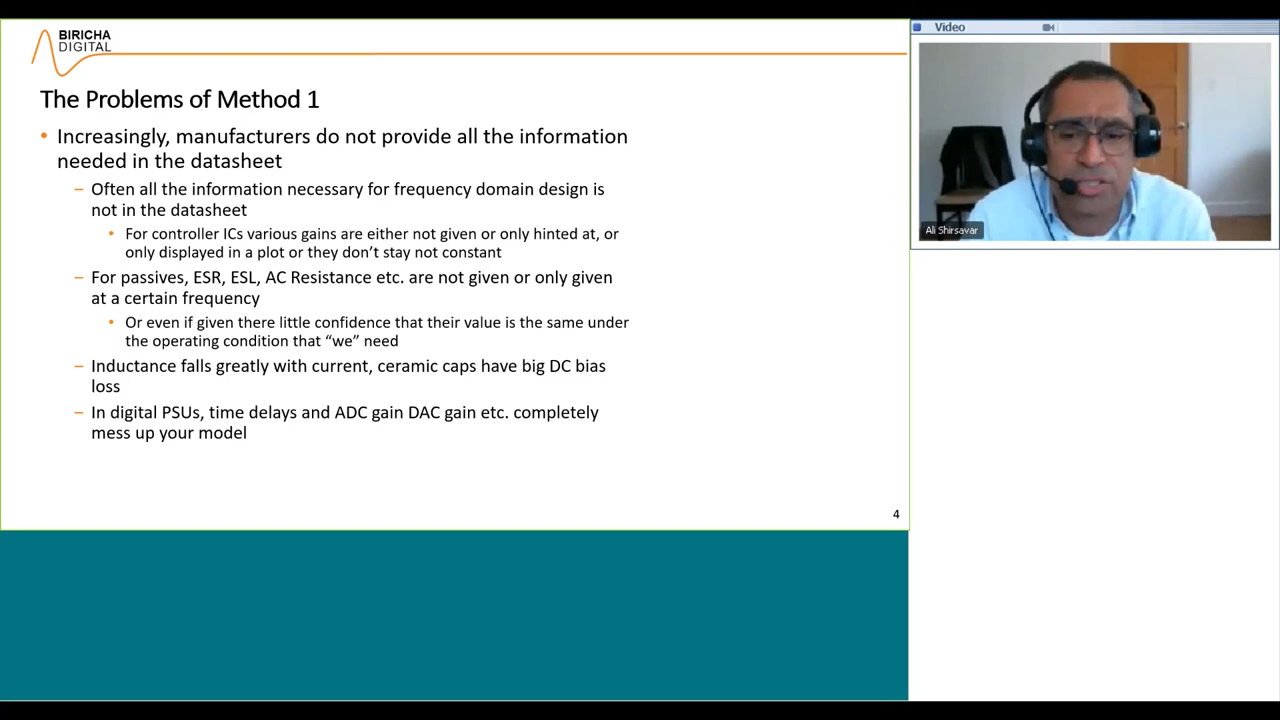 BIRICHA
DIGITAL
Video
Ali Shirsavar
The Problems of Method 1
• Increasingly, manufacturers do not provide all the information
needed in the datasheet
– Often all the information necessary for frequency domain design is
not in the datasheet
• For controller ICs various gains are either not given or only hinted at, or
only displayed in a plot or they don’t stay not constant
– For passives, ESR, ESL, AC Resistance etc. are not given or only given
at a certain frequency
• Or even if given there little confidence that their value is the same under
the operating condition that “we” need
– Inductance falls greatly with current, ceramic caps have big DC bias
loss
– In digital PSUs, time delays and ADC gain DAC gain etc. completely
mess up your model
4